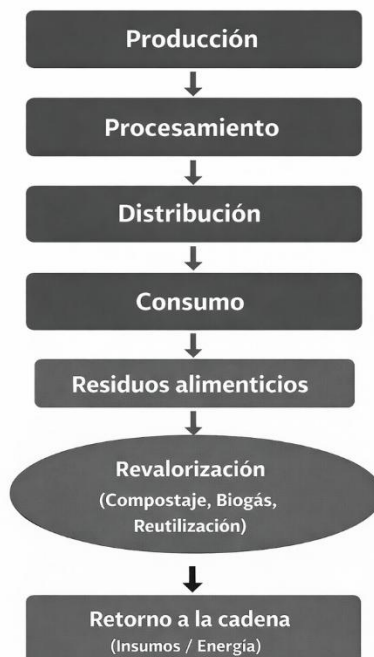 Producción
Procesamiento
Distribución
Consumo
Residuos alimenticios
Revalorización
(Compostaje, Biogás,
Reutilización)
Retorno a la cadena
(Insumos / Energía)